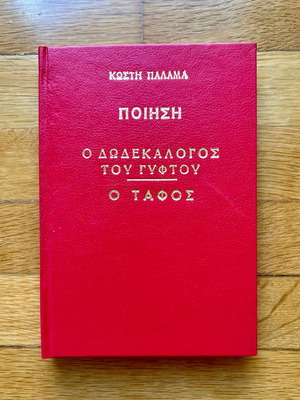 ΚΩΣΤΗ ΠΑΛΑΜΑ
ΠΟΙΗΣΗ
Ο ΔΩΔΕΚΑΛΟΓΟΣ
ΤΟΥ ΓΥΦΤΟΥ
Ο ΤΑΦΟΣ